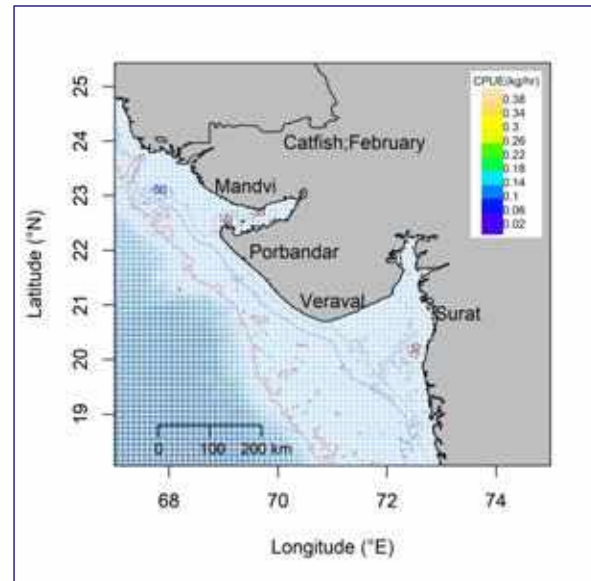 CPUE(kg/hr)
0.38
0.34
0.3
0.26
0.22
0.18
0.14
0.1
0.06
0.02
Catfish;February
Mandvi
Porbandar
Veraval
Surat
-50
25
24
23
22
21
20
19
Latitude (°N)
0 100 200 km
68 70 72 74
Longitude (°E)